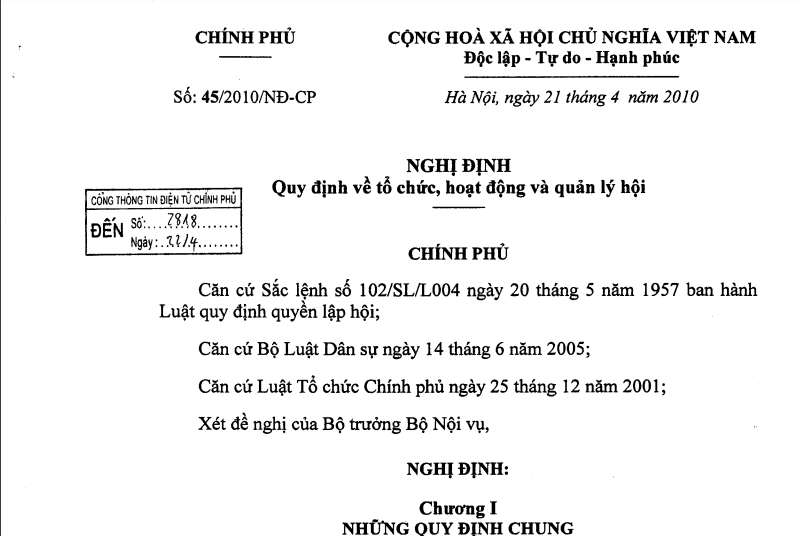 CHÍNH PHỦ
CỘNG HOÀ XÃ HỘI CHỦ NGHĨA VIỆT NAM
Độc lập - Tự do - Hạnh phúc
Số: 45/2010/NĐ-CP
Hà Nội, ngày 21 tháng 4 năm 2010
NGHỊ ĐỊNH
Quy định về tổ chức, hoạt động và quản lý hội
CỔNG THÔNG TIN ĐIỆN TỬ CHÍNH PHỦ
ĐẾN
Số:....2818........
Ngày:..22/4........
CHÍNH PHỦ
Căn cứ Sắc lệnh số 102/SL/L004 ngày 20 tháng 5 năm 1957 ban hành
Luật quy định quyền lập hội;
Căn cứ Bộ Luật Dân sự ngày 14 tháng 6 năm 2005;
Căn cứ Luật Tổ chức Chính phủ ngày 25 tháng 12 năm 2001;
Xét đề nghị của Bộ trưởng Bộ Nội vụ,
NGHỊ ĐỊNH:
Chương I
NHỮNG QUY ĐỊNH CHUNG